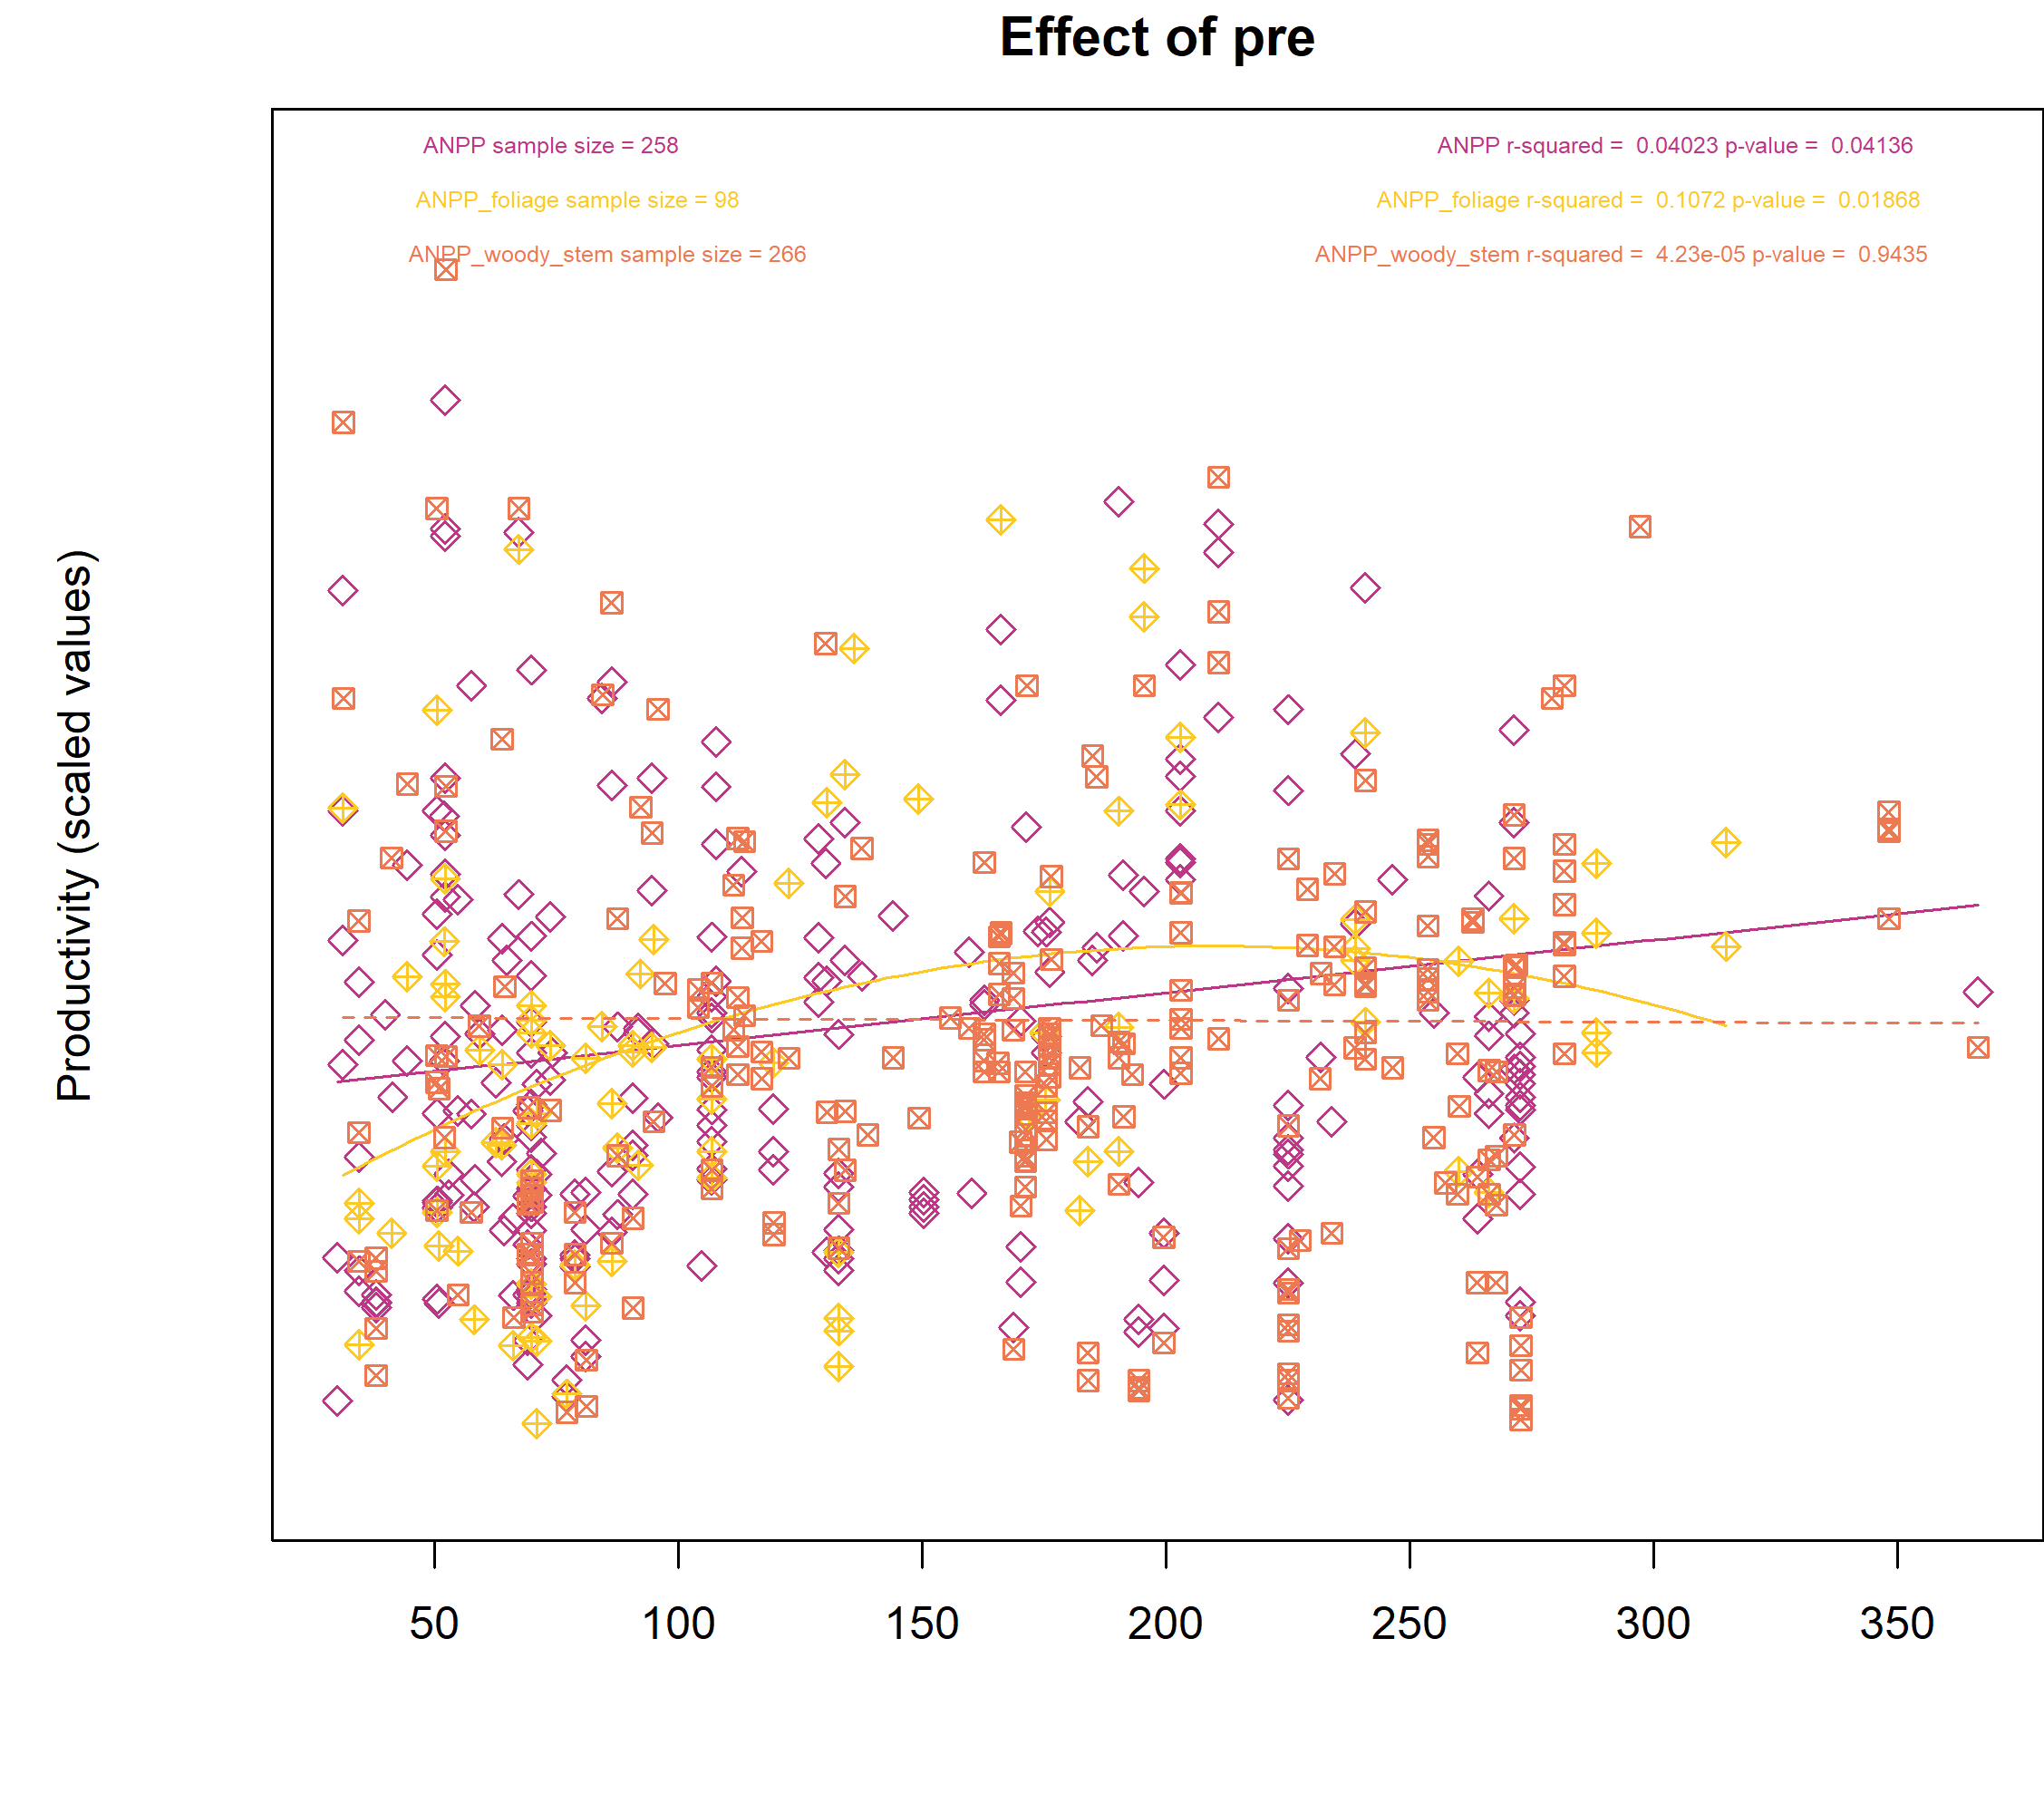 Effect of pre
ANPP sample size = 258
ANPP r-squared =  0.04023 p-value =  0.04136
ANPP_foliage sample size = 98
ANPP_foliage r-squared =  0.1072 p-value =  0.01868
ANPP_woody_stem sample size = 266
ANPP_woody_stem r-squared =  4.23e-05 p-value =  0.9435
Productivity (scaled values)
50 100 150 200 250 300 350